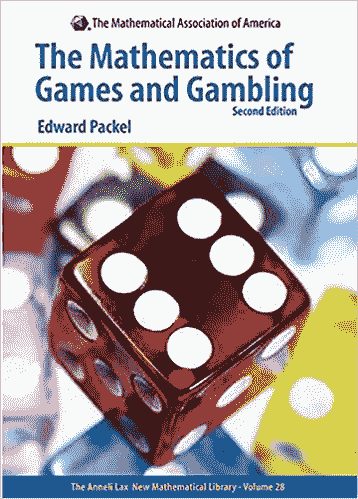 The Mathematical Association of America
The Mathematics of
Games and Gambling
Second Edition
Edward Packel
The Anneli Lax New Mathematical Library - Volume 28